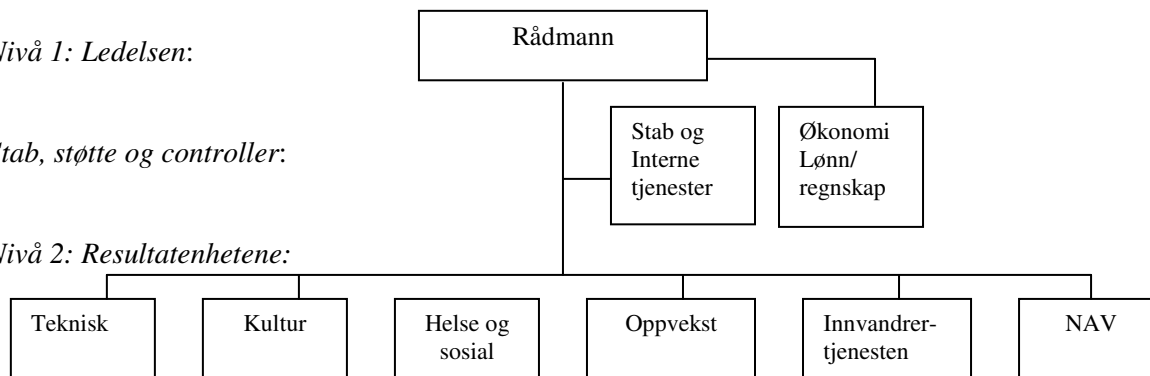 Nivå 1: Ledelsen:
Rådmann
Stab, støtte og controller:
Stab og
Interne
tjenester
Økonomi
Lønn/
regnskap
Nivå 2: Resultatenhetene:
Teknisk
Kultur
Helse og
sosial
Oppvekst
Innvandrer-
tjenesten
NAV